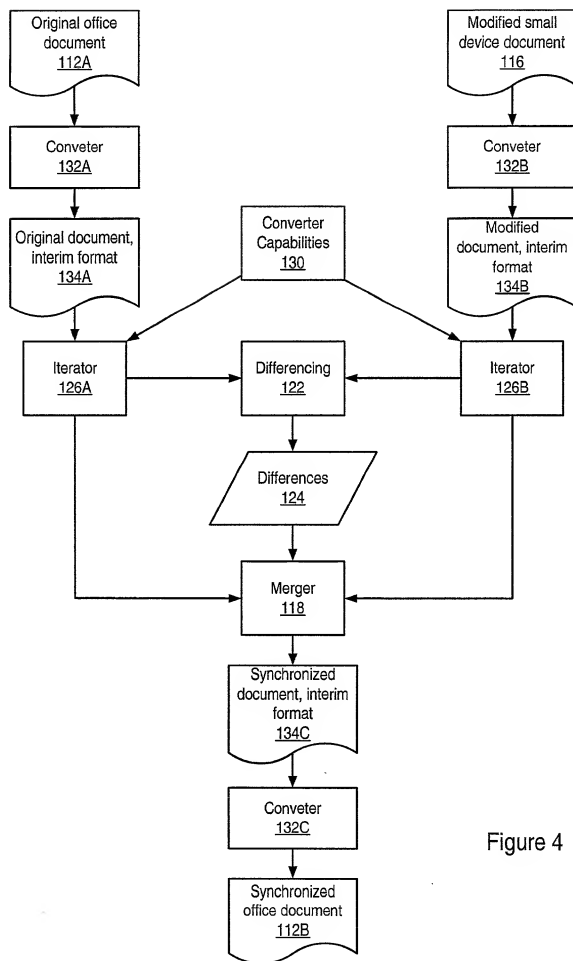 Original office
document
112A
Modified small
device document
116
Conveter
132A
Conveter
132B
Original document,
interim format
134A
Converter
Capabilities
130
Modified
document, interim
format
134B
Iterator
126A
Differencing
122
Iterator
126B
Differences
124
Merger
118
Synchronized
document, interim
format
134C
Conveter
132C
Synchronized
office document
112B
Figure 4